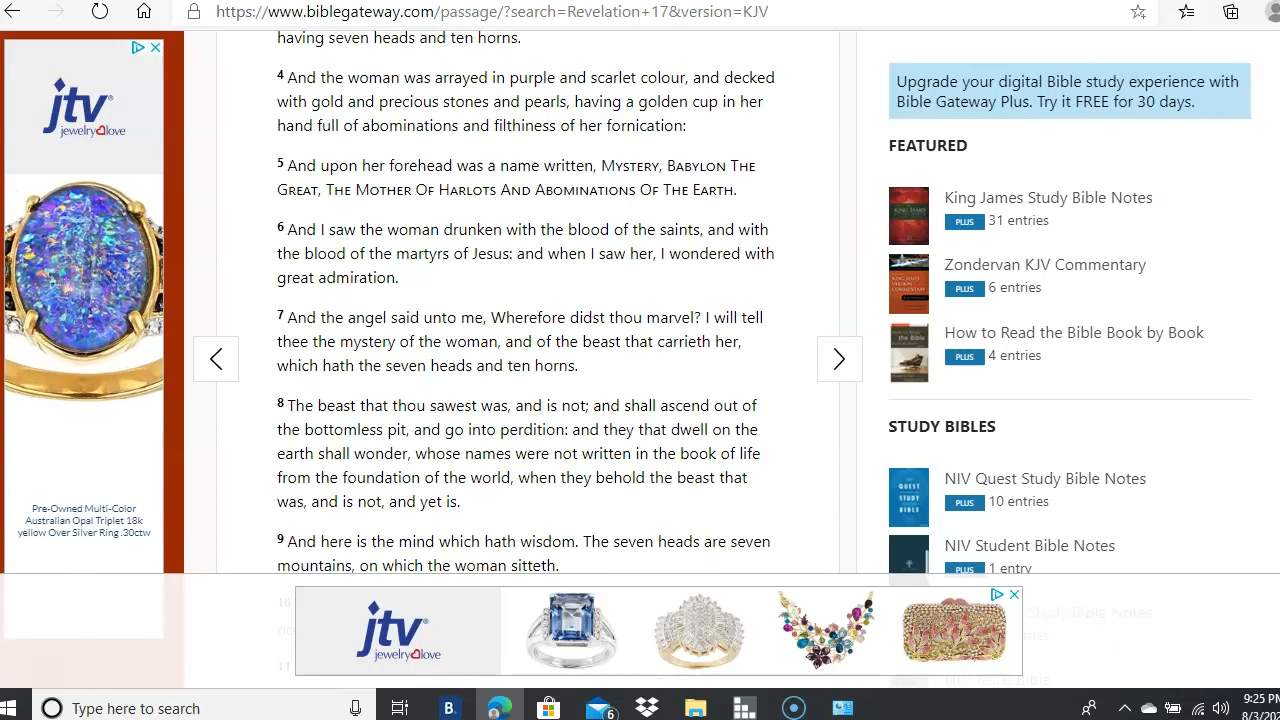 https://www.biblegateway.com/passage/?search=Revelation+17&version=KJV
jtv
jewelry love
Pre-Owned Multi-Color
Australian Opal Triplet 18k
yellow Over Silver Ring .30ctw
having seven heads and ten horns.
4 And the woman was arrayed in purple and scarlet colour, and decked
with gold and precious stones and pearls, having a golden cup in her
hand full of abominations and filthiness of her fornication:
5 And upon her forehead was a name written, Mystery, Babylon The
Great, The Mother Of Harlots And Abominations Of The Earth.
6 And I saw the woman drunken with the blood of the saints, and with
the blood of the martyrs of Jesus: and when I saw her, I wondered with
great admiration.
7 And the angel said unto me, Wherefore didst thou marvel? I will tell
thee the mystery of the woman, and of the beast that carrieth her,
which hath the seven heads and ten horns.
8 The beast that thou sawest was, and is not; and shall ascend out of
the bottomless pit, and go into perdition: and they that dwell on the
earth shall wonder, whose names were not written in the book of life
from the foundation of the world, when they behold the beast that
was, and is not, and yet is.
9 And here is the mind which hath wisdom. The seven heads are seven
mountains, on which the woman sitteth.
10
11
Upgrade your digital Bible study experience with
Bible Gateway Plus. Try it FREE for 30 days.
FEATURED
King James Study Bible Notes
PLUS 31 entries
Zondervan KJV Commentary
PLUS 6 entries
How to Read the Bible Book by Book
PLUS 4 entries
STUDY BIBLES
NIV Quest Study Bible Notes
PLUS 10 entries
NIV Student Bible Notes
PLUS 1 entry
Study Bible Notes
jtv
jewelry love
Type here to search
B.
6
9:25 PM
8/3/20